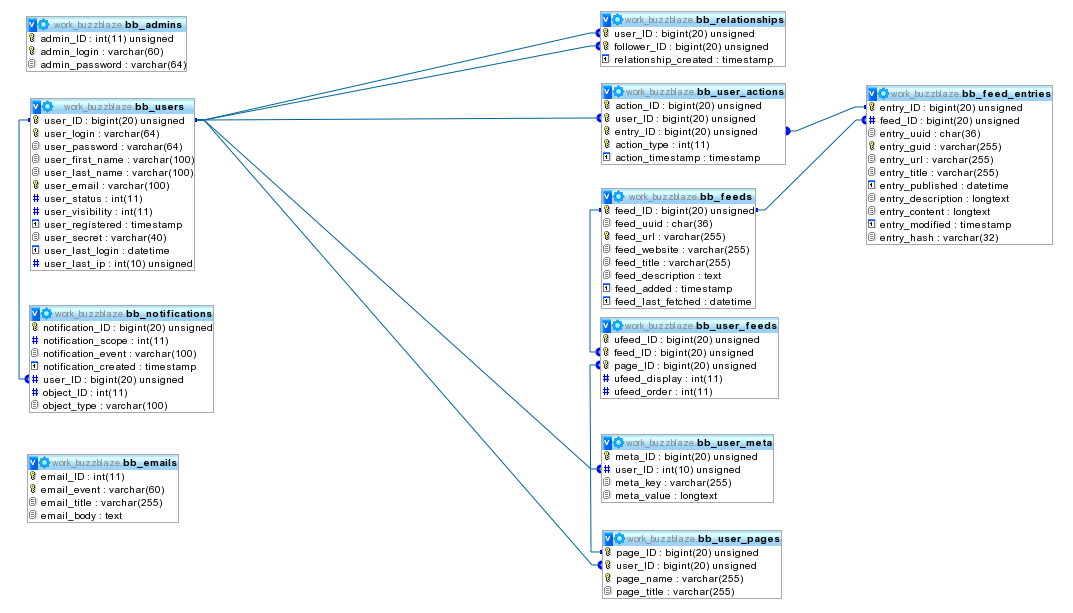 work_buzzblaze.bb_admins
admin_ID : int(11) unsigned
admin_login : varchar(60)
admin_password : varchar(64)
work_buzzblaze.bb_users
user_ID : bigint(20) unsigned
user_login : varchar(64)
user_password : varchar(64)
user_first_name : varchar(100)
user_last_name : varchar(100)
user_email : varchar(100)
user_status : int(11)
user_visibility : int(11)
user_registered : timestamp
user_secret : varchar(40)
user_last_login : datetime
user_last_ip : int(10) unsigned
work_buzzblaze.bb_notifications
notification_ID : bigint(20) unsigned
notification_scope : int(11)
notification_event : varchar(100)
notification_created : timestamp
user_ID : bigint(20) unsigned
object_ID : int(11)
object_type : varchar(100)
work_buzzblaze.bb_emails
email_ID : int(11)
email_event : varchar(60)
email_title : varchar(255)
email_body : text
work_buzzblaze.bb_relationships
user_ID : bigint(20) unsigned
follower_ID : bigint(20) unsigned
relationship_created : timestamp
work_buzzblaze.bb_user_actions
action_ID : bigint(20) unsigned
user_ID : bigint(20) unsigned
entry_ID : bigint(20) unsigned
action_type : int(11)
action_timestamp : timestamp
work_buzzblaze.bb_feeds
feed_ID : bigint(20) unsigned
feed_uuid : char(36)
feed_url : varchar(255)
feed_website : varchar(255)
feed_title : varchar(255)
feed_description : text
feed_added : timestamp
feed_last_fetched : datetime
work_buzzblaze.bb_user_feeds
ufeed_ID : bigint(20) unsigned
feed_ID : bigint(20) unsigned
page_ID : bigint(20) unsigned
ufeed_display : int(11)
ufeed_order : int(11)
work_buzzblaze.bb_user_meta
meta_ID : bigint(20) unsigned
user_ID : int(10) unsigned
meta_key : varchar(255)
meta_value : longtext
work_buzzblaze.bb_user_pages
page_ID : bigint(20) unsigned
user_ID : bigint(20) unsigned
page_name : varchar(255)
page_title : varchar(255)
work_buzzblaze.bb_feed_entries
entry_ID : bigint(20) unsigned
feed_ID : bigint(20) unsigned
entry_uuid : char(36)
entry_guid : varchar(255)
entry_url : varchar(255)
entry_title : varchar(255)
entry_published : datetime
entry_description : longtext
entry_content : longtext
entry_modified : timestamp
entry_hash : varchar(32)